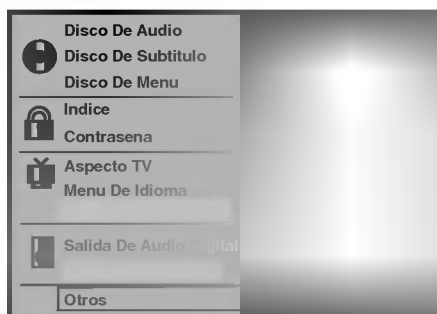 Disco De Audio
Disco De Subtitulo
Disco De Menu
Indice
Contrasena
Aspecto TV
Menu De Idioma
Salida De Audio Digital
Otros